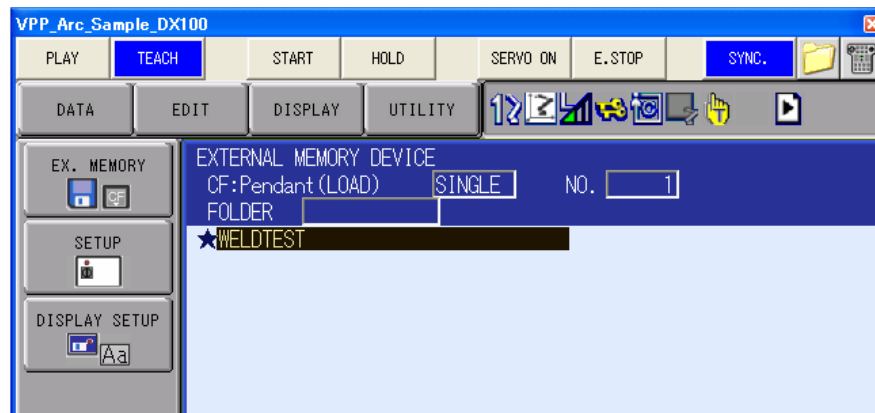 VPP_Arc_Sample_DX100
PLAY TEACH START HOLD SERVO ON E.STOP SYNC.
DATA EDIT DISPLAY UTILITY
EX. MEMORY
CF
SETUP
DISPLAY SETUP
Aa
EXTERNAL MEMORY DEVICE
CF:Pendant(LOAD) SINGLE NO. 1
FOLDER
★WELDTEST